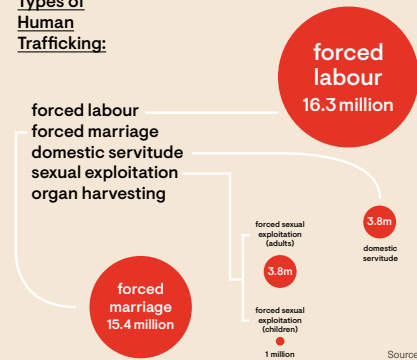 Types of
Human
Trafficking:
forced
labour
16.3 million
forced labour
forced marriage
domestic servitude
sexual exploitation
organ harvesting
3.8m
domestic
servitude
forced sexual
exploitation
(adults)
3.8m
forced
marriage
15.4 million
forced sexual
exploitation
(children)
1 million
Source